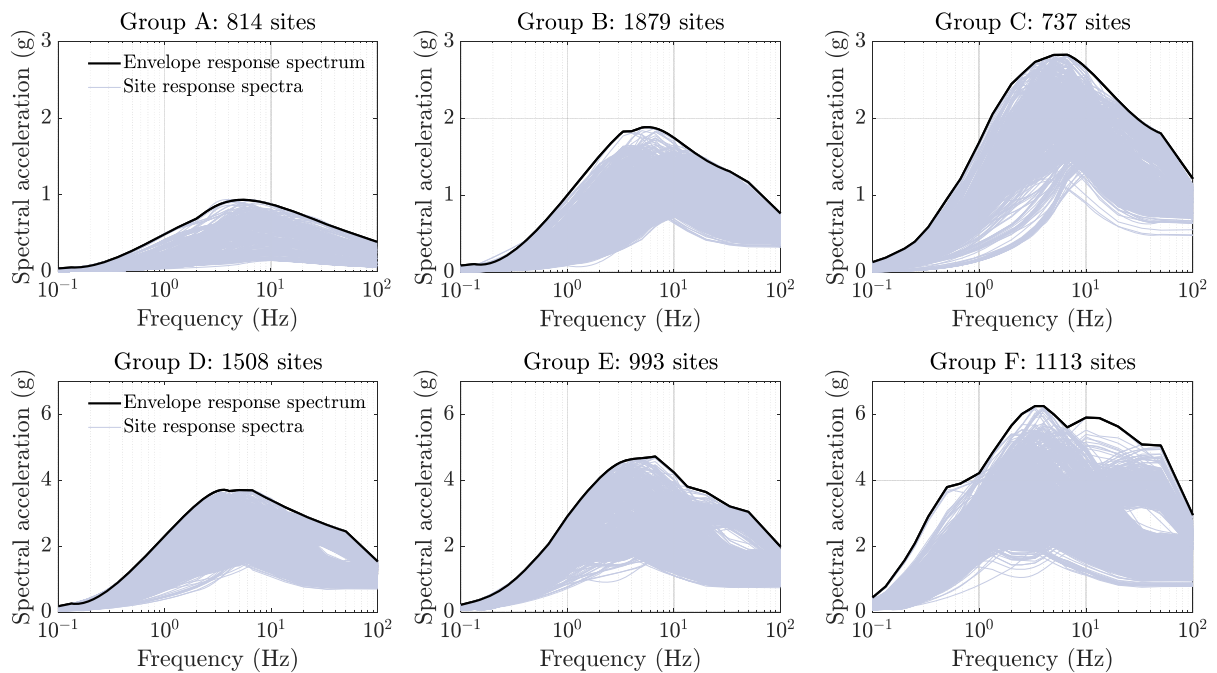 Group A: 814 sites
Spectral acceleration (g)
3
2
1
0
Envelope response spectrum
Site response spectra
10⁻¹ 10⁰ 10¹ 10²
Frequency (Hz)
Group B: 1879 sites
Spectral acceleration (g)
3
2
1
0
10⁻¹ 10⁰ 10¹ 10²
Frequency (Hz)
Group C: 737 sites
Spectral acceleration (g)
3
2
1
0
10⁻¹ 10⁰ 10¹ 10²
Frequency (Hz)
Group D: 1508 sites
Spectral acceleration (g)
6
4
2
0
Envelope response spectrum
Site response spectra
10⁻¹ 10⁰ 10¹ 10²
Frequency (Hz)
Group E: 993 sites
Spectral acceleration (g)
6
4
2
0
10⁻¹ 10⁰ 10¹ 10²
Frequency (Hz)
Group F: 1113 sites
Spectral acceleration (g)
6
4
2
0
10⁻¹ 10⁰ 10¹ 10²
Frequency (Hz)